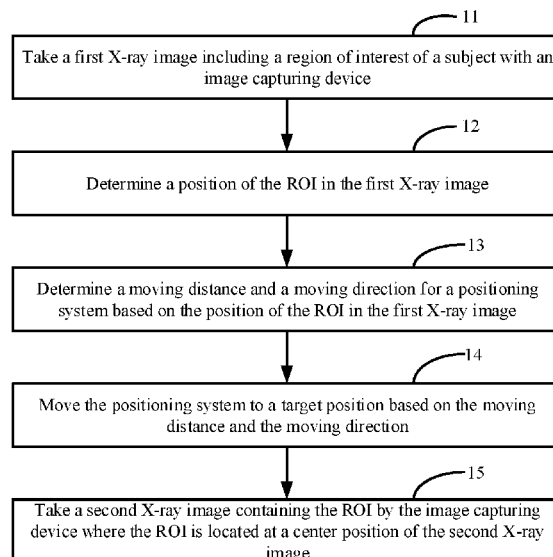 11
Take a first X-ray image including a region of interest of a subject with an
image capturing device
12
Determine a position of the ROI in the first X-ray image
13
Determine a moving distance and a moving direction for a positioning
system based on the position of the ROI in the first X-ray image
14
Move the positioning system to a target position based on the moving
distance and the moving direction
15
Take a second X-ray image containing the ROI by the image capturing
device where the ROI is located at a center position of the second X-ray
image